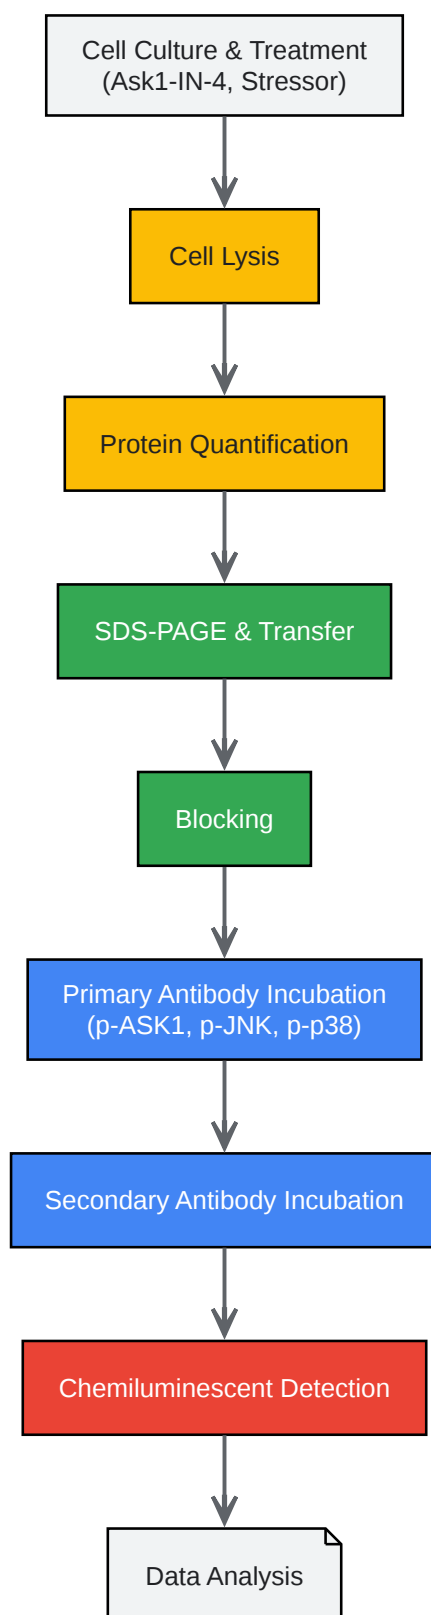 Cell Culture & Treatment
(Ask1-IN-4, Stressor)
Cell Lysis
Protein Quantification
SDS-PAGE & Transfer
Blocking
Primary Antibody Incubation
(p-ASK1, p-JNK, p-p38)
Secondary Antibody Incubation
Chemiluminescent Detection
Data Analysis